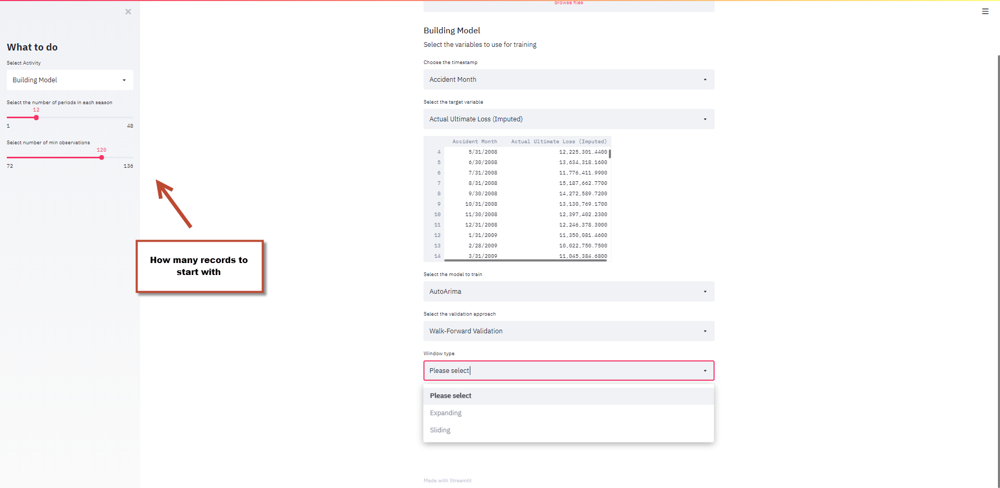 ×
What to do
Select Activity
Building Model
Select the number of periods in each season
12
1 48
Select number of min observations
120
72 136
How many records to
start with
browse files
Building Model
Select the variables to use for training
Choose the timestamp
Accident Month
Select the target variable
Actual Ultimate Loss (Imputed)
Accident Month Actual Ultimate Loss (Imputed)
4 5/31/2008 12,225,301.4400
5 6/30/2008 13,634,318.1600
6 7/31/2008 11,776,411.9900
7 8/31/2008 15,187,662.7700
8 9/30/2008 14,272,589.7200
9 10/31/2008 13,130,769.1700
10 11/30/2008 12,397,402.2300
11 12/31/2008 12,246,378.3000
12 1/31/2009 11,350,081.4600
13 2/28/2009 10,022,750.7500
14 3/31/2009 11,045,384.6800
Select the model to train
AutoArima
Select the validation approach
Walk-Forward Validation
Window type
Please select
Please select
Expanding
Sliding
Made with Streamlit